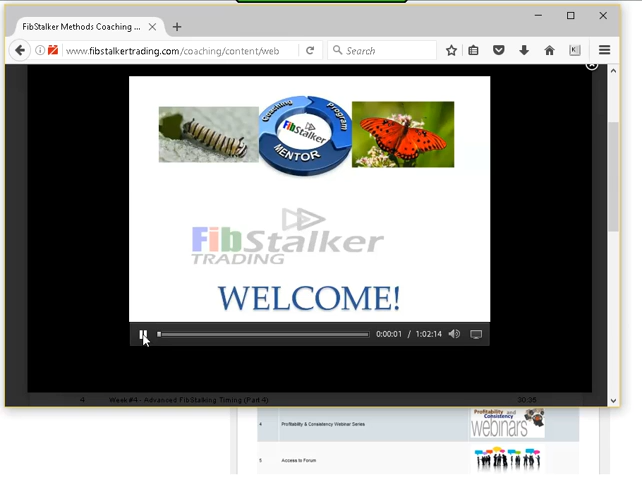 FibStalker Methods Coaching ...
www.fibstalkertrading.com/coaching/content/web
Search
Coaching
Program
FibStalker
MENTOR
FibStalker
TRADING
WELCOME!
0:00:01 / 1:02:14
4 Week#4 - Advanced FibStalking Timing (Part 4) 30:35
4 Profitability & Consistency Webinar Series
Profitability and
Consistency
webinars
5 Access to Forum